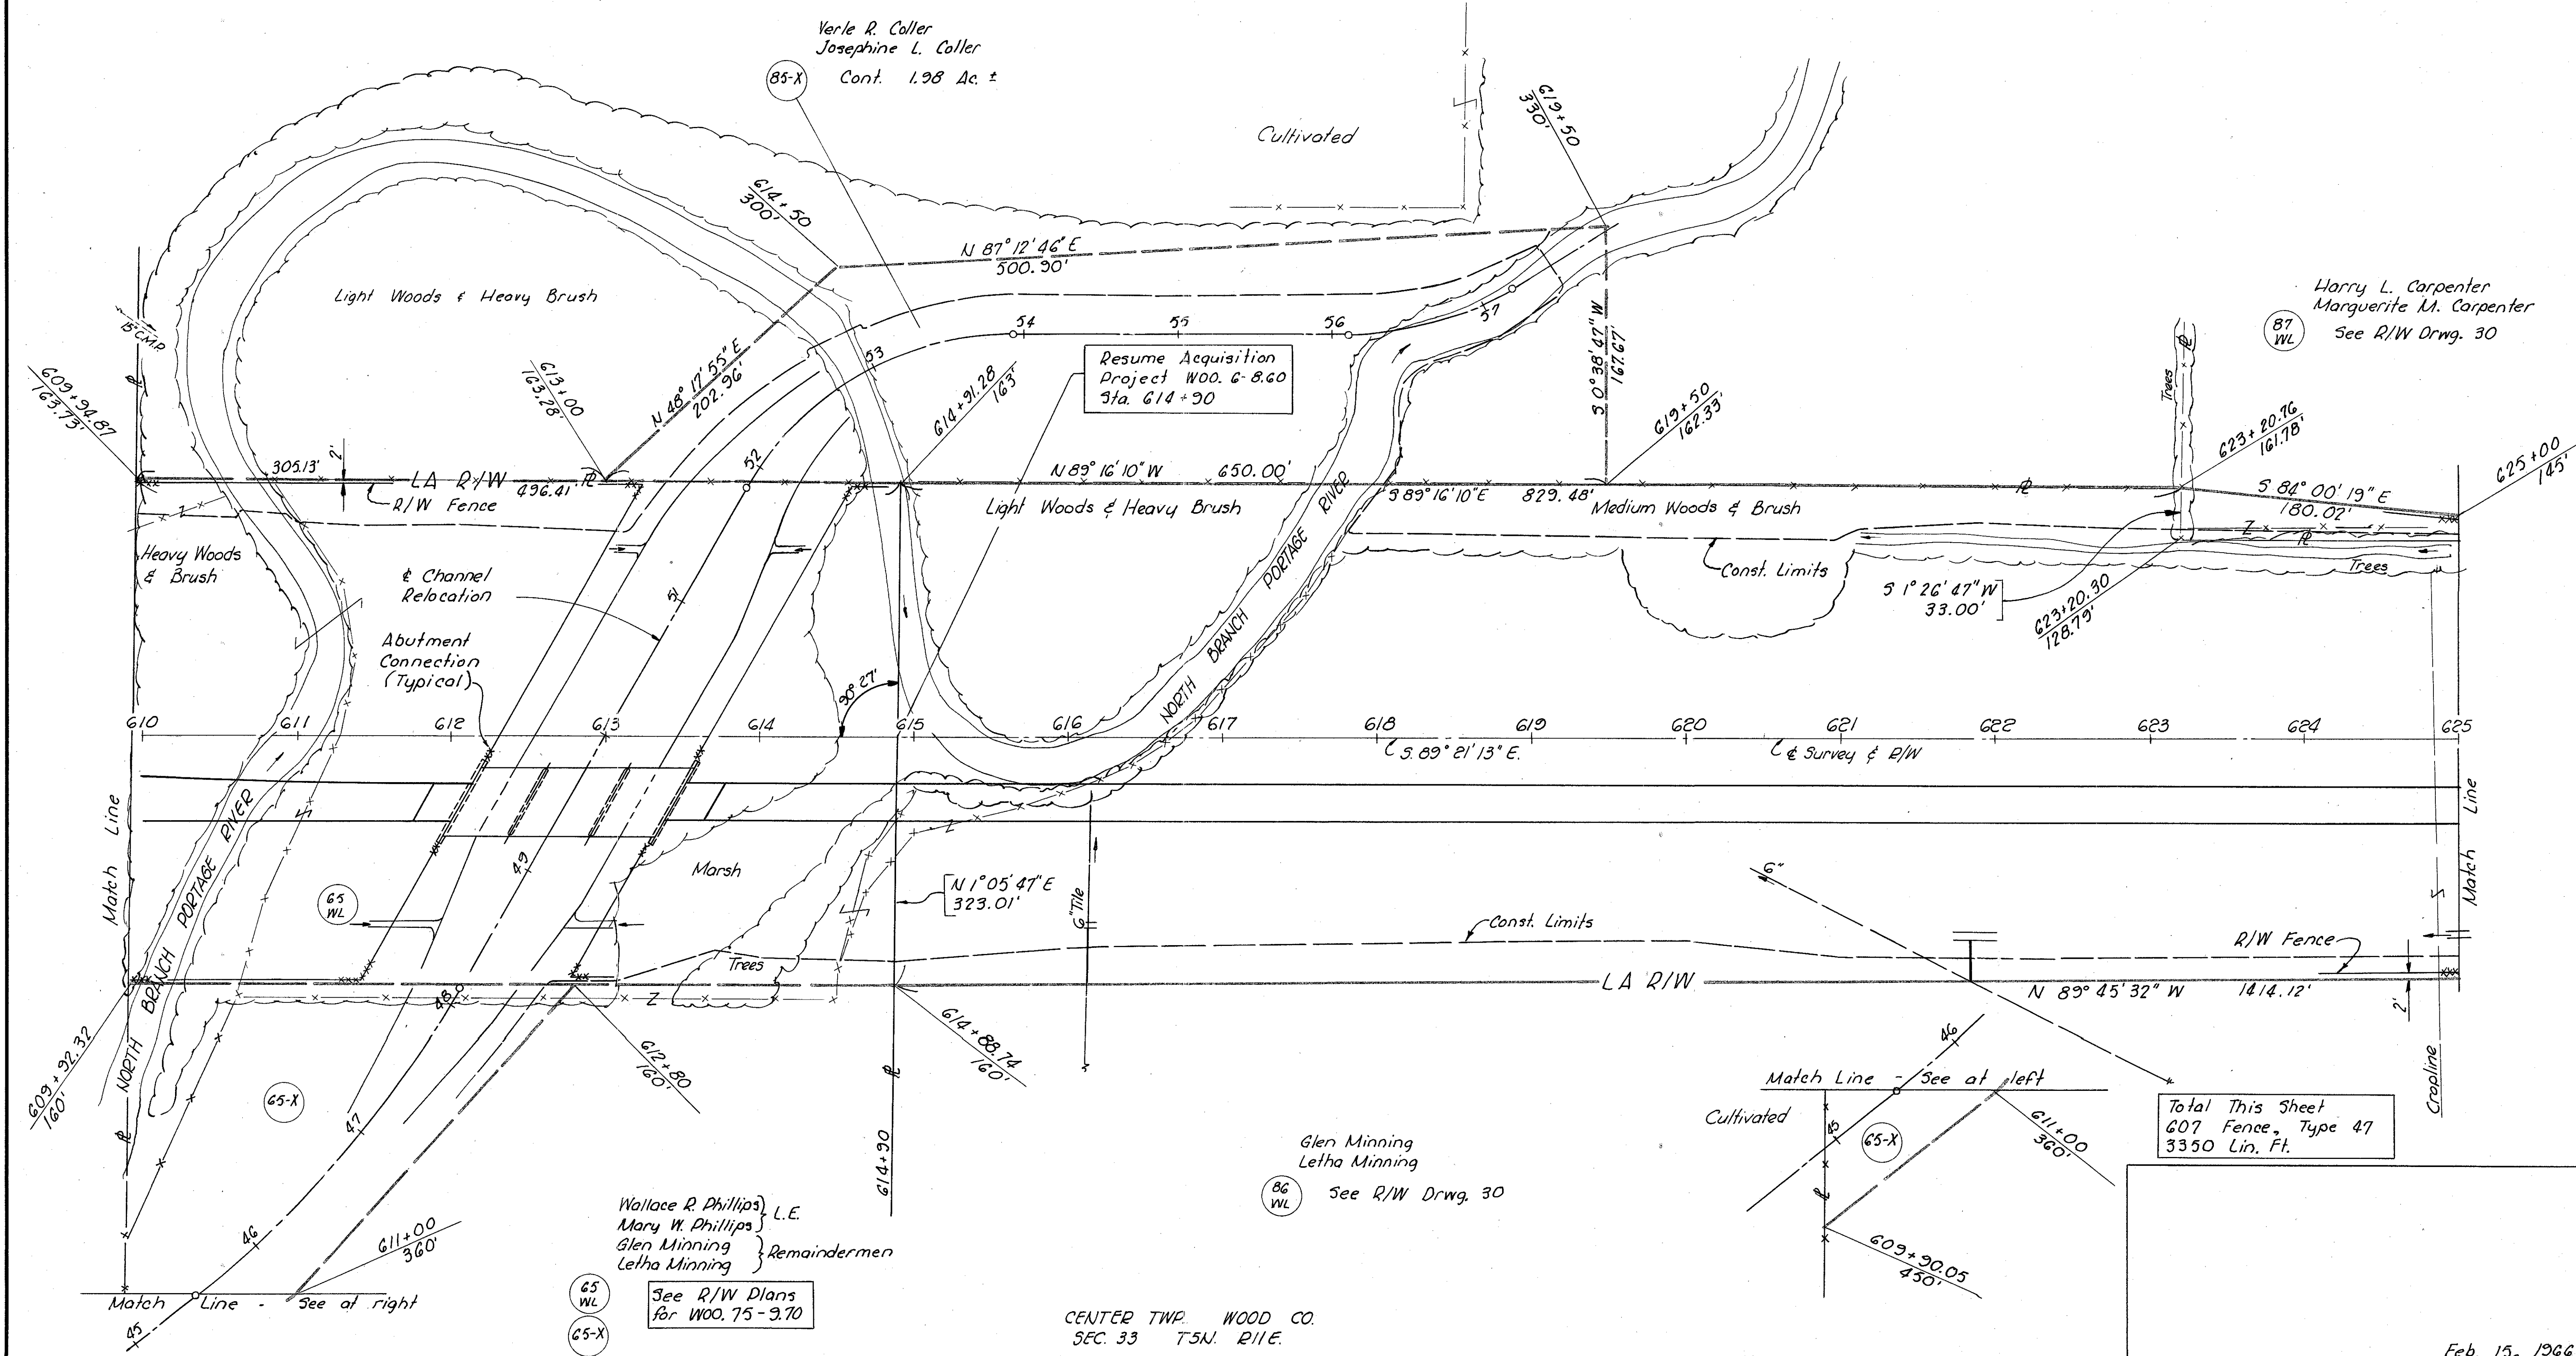 Verle R. Coller
Josephine L. Coller
85-X Cont. 1.98 Ac. ±
Cultivated
619+50
330'
614+50
300'
N 87° 12' 46" E
500.90'
Light Woods & Heavy Brush
15" C.M.P.
Harry L. Carpenter
Marguerite M. Carpenter
87
WL
See R/W Drwg. 30
54
55
56
57
53
Resume Acquisition
Project WOO. 6-8.60
Sta. 614+90
S 0° 38' 47" W
167.67'
Trees
609+94.87
163.73'
613+00
163.28'
N 48° 17' 55" E
202.96'
614+91.28
163'
619+50
162.33'
623+20.76
161.78'
625+00
145'
305.13'
2'
LA R/W
496.41'
R/W Fence
52
N 89° 16' 10" W 650.00'
S 89° 16' 10" E 829.48'
S 84° 00' 19" E
180.02'
Light Woods & Heavy Brush
Medium Woods & Brush
Heavy Woods
& Brush
℄ Channel
Relocation
51
NORTH BRANCH PORTAGE RIVER
Const. Limits
Trees
S 1° 26' 47" W
33.00'
623+20.30
128.79'
Abutment
Connection
(Typical)
90° 27'
610 611 612 613 614 615 616 617 618 619 620 621 622 623 624 625
S. 89° 21' 13" E.
℄ Survey & R/W
Match Line
Match Line
NORTH BRANCH PORTAGE RIVER
49
Marsh
65
WL
N 1° 05' 47" E
323.01'
6" Tile
6"
Const. Limits
R/W Fence
Trees
LA R/W
N 89° 45' 32" W 1414.12'
2'
48
609+92.32
160'
612+80
160'
614+88.74
160'
46
Match Line - See at left
Cultivated
45
65-X
611+00
360'
609+90.05
450'
Cropline
Total This Sheet
607 Fence, Type 47
3350 Lin. Ft.
65-X
47
614+90
Glen Minning
Letha Minning
86
WL
See R/W Drwg. 30
46
611+00
360'
Match Line - See at right
45
Wallace R. Phillips
Mary W. Phillips
L.E.
Glen Minning
Letha Minning
Remaindermen
65
WL
65-X
See R/W Plans
for WOO. 75-9.70
CENTER TWP. WOOD CO.
SEC. 33 T5N. R11E.
Feb. 15, 1966